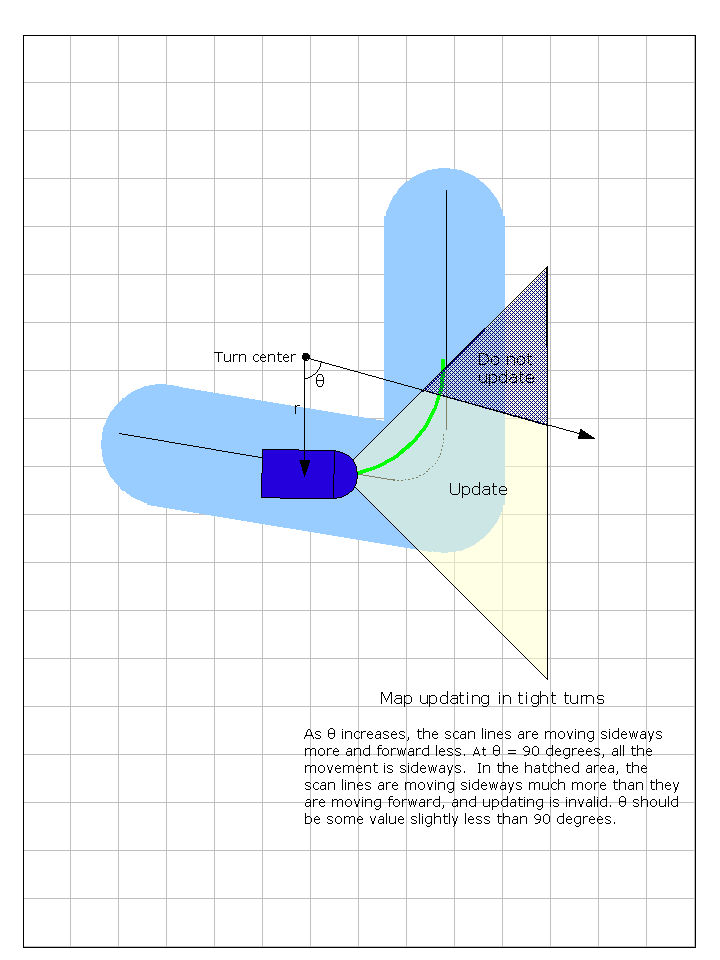 Turn center
θ
r
Do not
update
Update
Map updating in tight turns
As θ increases, the scan lines are moving sideways
more and forward less. At θ = 90 degrees, all the
movement is sideways.  In the hatched area, the
scan lines are moving sideways much more than they
are moving forward, and updating is invalid. θ should
be some value slightly less than 90 degrees.